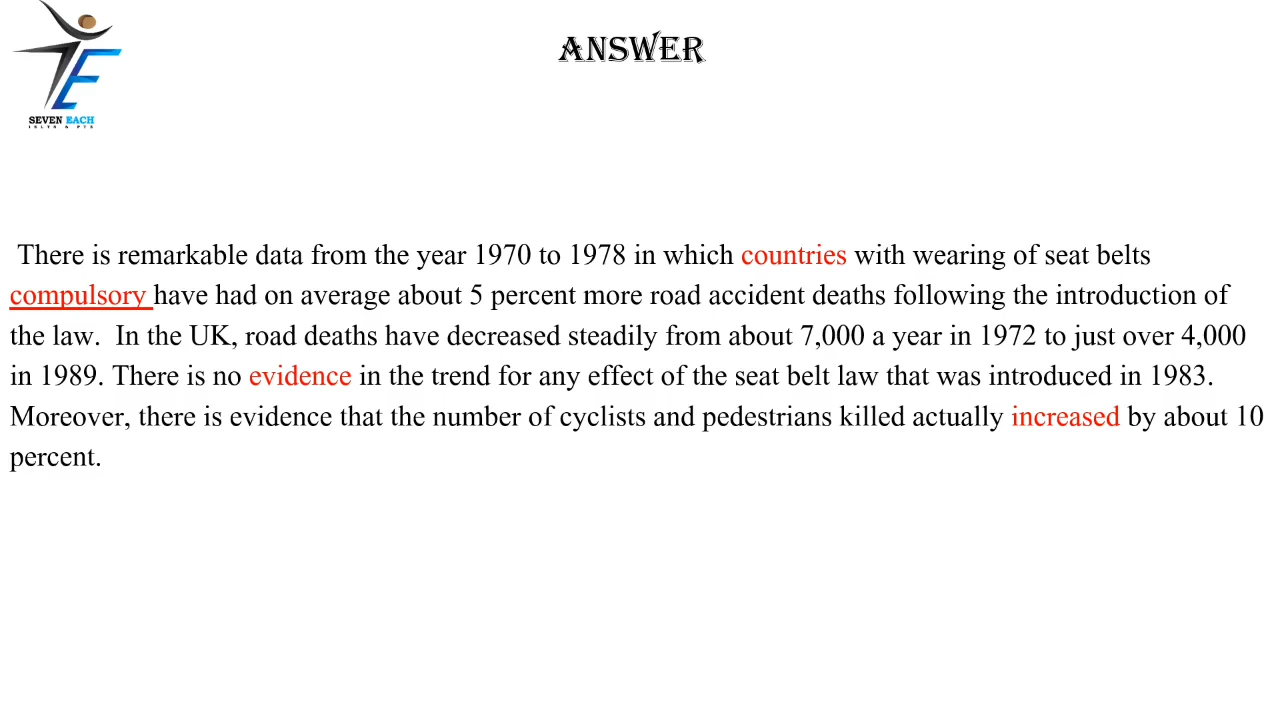 ANSWER
SEVEN EACH
IELTS & PTE
There is remarkable data from the year 1970 to 1978 in which countries with wearing of seat belts
compulsory have had on average about 5 percent more road accident deaths following the introduction of
the law.  In the UK, road deaths have decreased steadily from about 7,000 a year in 1972 to just over 4,000
in 1989. There is no evidence in the trend for any effect of the seat belt law that was introduced in 1983.
Moreover, there is evidence that the number of cyclists and pedestrians killed actually increased by about 10
percent.